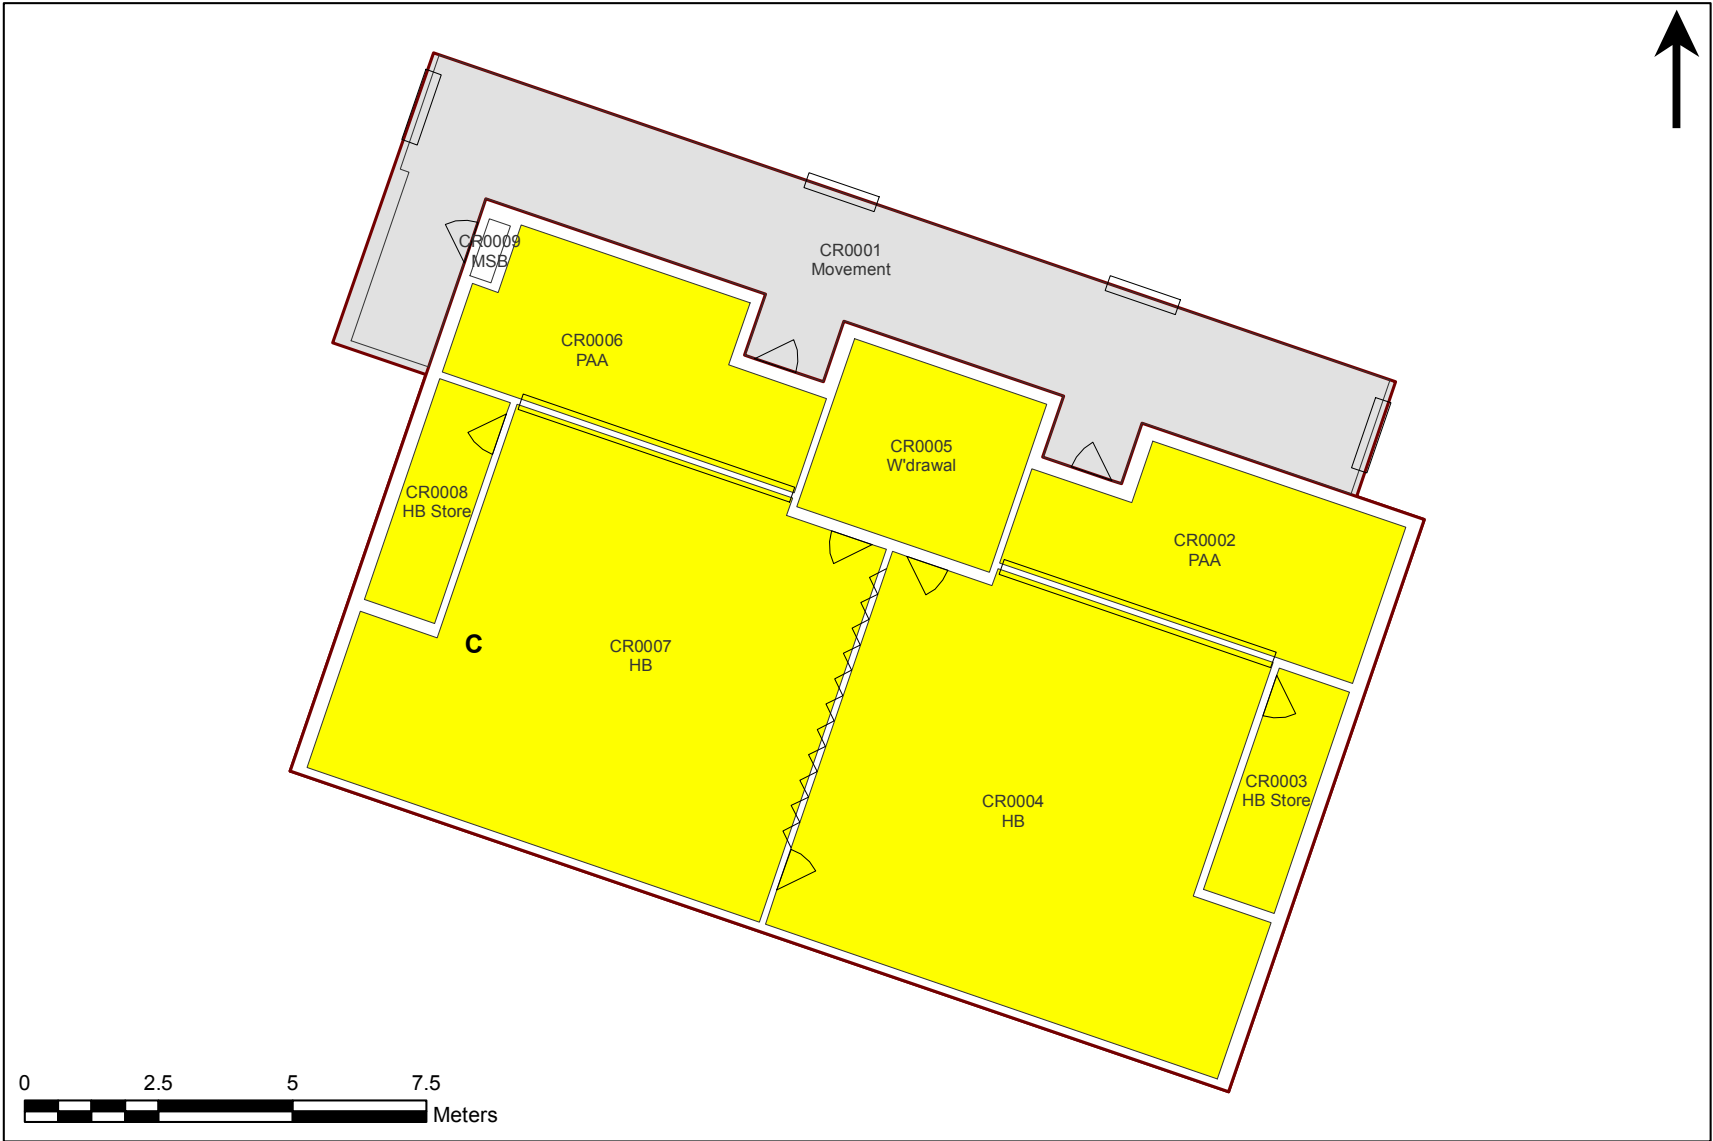 CR0009
MSB
CR0001
Movement
CR0006
PAA
CR0005
W'drawal
CR0008
HB Store
CR0002
PAA
C
CR0007
HB
CR0003
HB Store
CR0004
HB
0 2.5 5 7.5
Meters